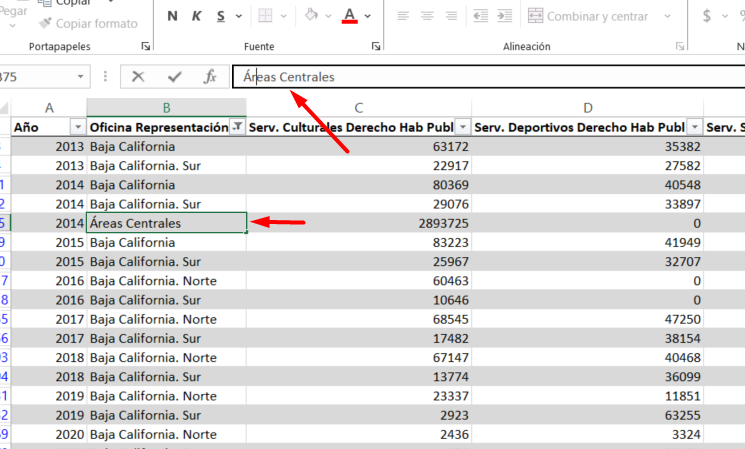 Pegar
Copiar
Copiar formato
N K S A
Combinar y centrar
$ %
Portapapeles Fuente Alineación
B75 fx Áreas Centrales
A B C D
Año Oficina Representación Serv. Culturales Derecho Hab Publ Serv. Deportivos Derecho Hab Publ Serv. S
2013 Baja California 63172 35382
2013 Baja California. Sur 22917 27582
2014 Baja California 80369 40548
2014 Baja California. Sur 29076 33897
2014 Áreas Centrales 2893725 0
2015 Baja California 83223 41949
2015 Baja California. Sur 25967 32707
2016 Baja California. Norte 60463 0
2016 Baja California. Sur 10646 0
2017 Baja California. Norte 68545 47250
2017 Baja California. Sur 17482 38154
2018 Baja California. Norte 67147 40468
2018 Baja California. Sur 13774 36099
2019 Baja California. Norte 23337 11851
2019 Baja California. Sur 2923 63255
2020 Baja California. Norte 2436 3324